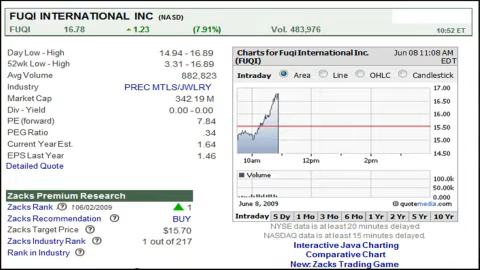 FUQI INTERNATIONAL INC (NASD)
FUQI 16.78 1.23 (7.91%) Vol. 483,976 10:52 ET
Day Low - High 14.94 - 16.89
52wk Low - High 3.31 - 16.89
Avg Volume 882,823
Industry PREC MTLS/JWLRY
Market Cap 342.19 M
Div - Yield 0.00 - 0.00
PE (forward) 7.84
PEG Ratio .34
Current Year Est. 1.64
EPS Last Year 1.46
Detailed Quote
Zacks Premium Research
Zacks Rank ? ?06/02/2009 1
Zacks Recommendation ? BUY
Zacks Target Price ? $15.70
Zacks Industry Rank ? 1 out of 217
Rank in Industry ?
Charts for Fuqi International Inc. (FUQI) Jun 08 11:08 AM EDT
Intraday Area Line OHLC Candlestick
17.00
16.50
16.00
15.50
15.00
14.50
10am 12pm 2pm
Volume
100.0k
50.0k
0.000k
June 8, 2009 © quotemedia.com
Intraday 5 Dy 1 Mo 3 Mo 6 Mo 1 Yr 2 Yr 5 Yr 10 Yr
NYSE data is at least 20 minutes delayed.
NASDAQ data is at least 15 minutes delayed.
Interactive Java Charting
Comparative Chart
New: Zacks Trading Game